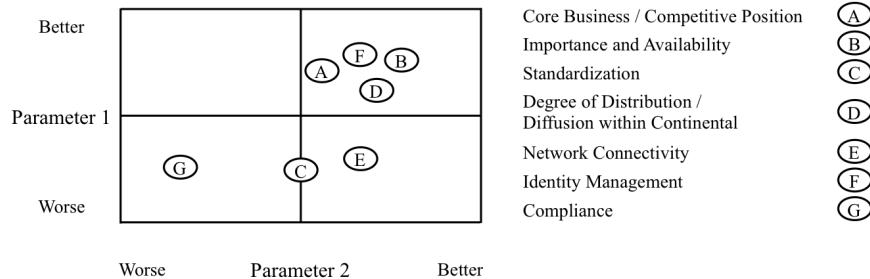 Better
Parameter 1
Worse
A
F
B
D
G
C
E
Worse Parameter 2 Better
Core Business / Competitive Position A
Importance and Availability B
Standardization C
Degree of Distribution /
Diffusion within Continental D
Network Connectivity E
Identity Management F
Compliance G